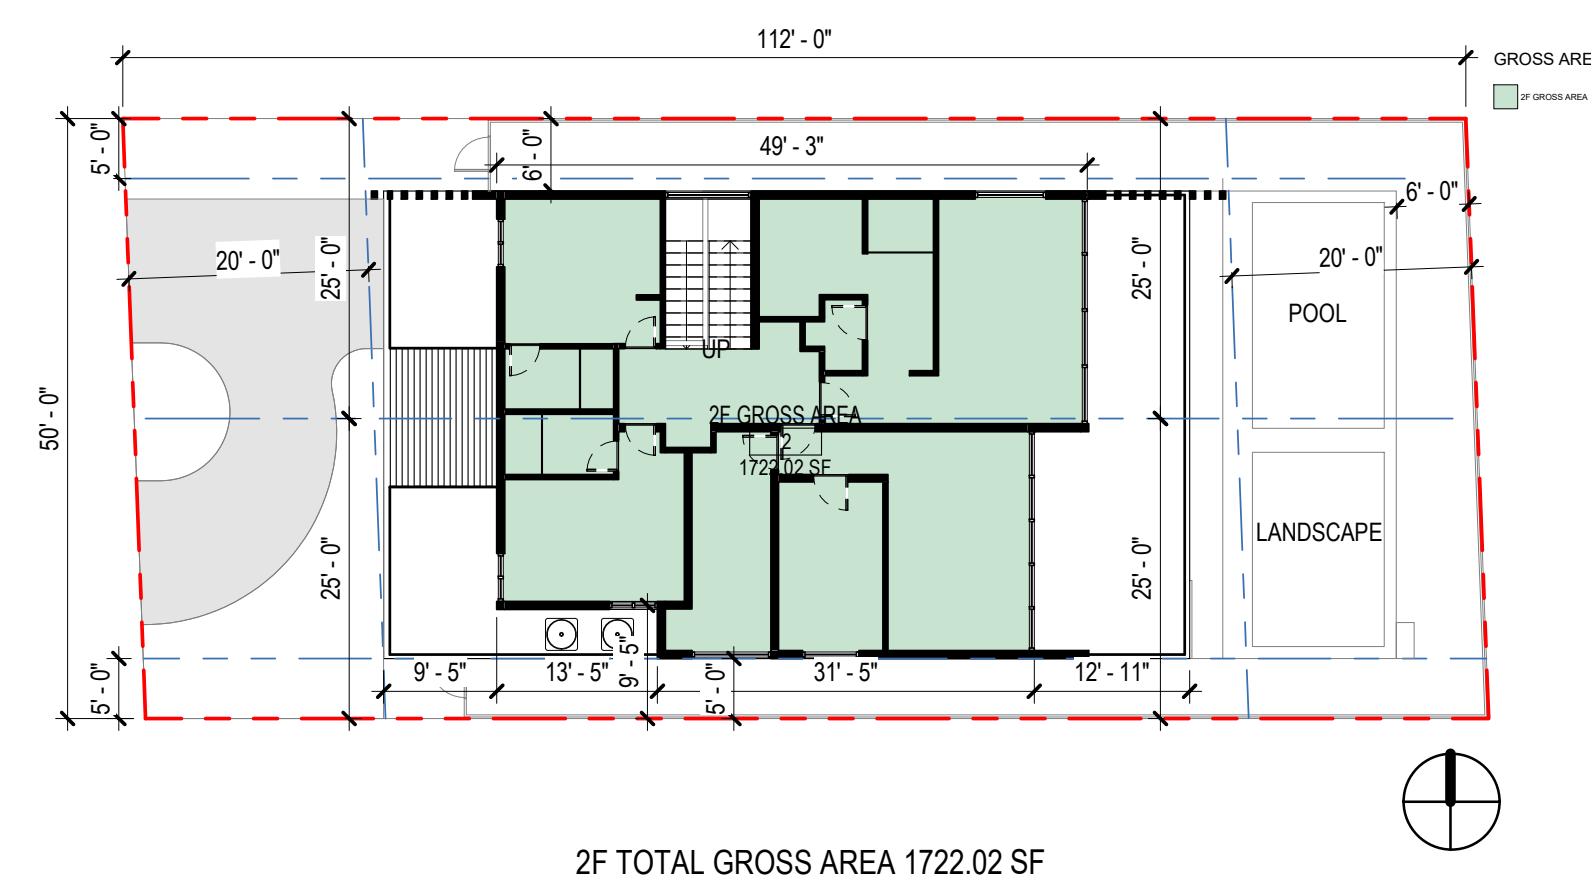 112' - 0"
GROSS ARE
2F GROSS AREA
5' - 0"
6' - 0"
49' - 3"
6' - 0"
20' - 0"
25' - 0"
25' - 0"
20' - 0"
POOL
UP
50' - 0"
2F GROSS AREA
2
1722.02 SF
LANDSCAPE
25' - 0"
25' - 0"
9' - 5"
13' - 5"
9' - 5"
31' - 5"
12' - 11"
5' - 0"
5' - 0"
2F TOTAL GROSS AREA 1722.02 SF